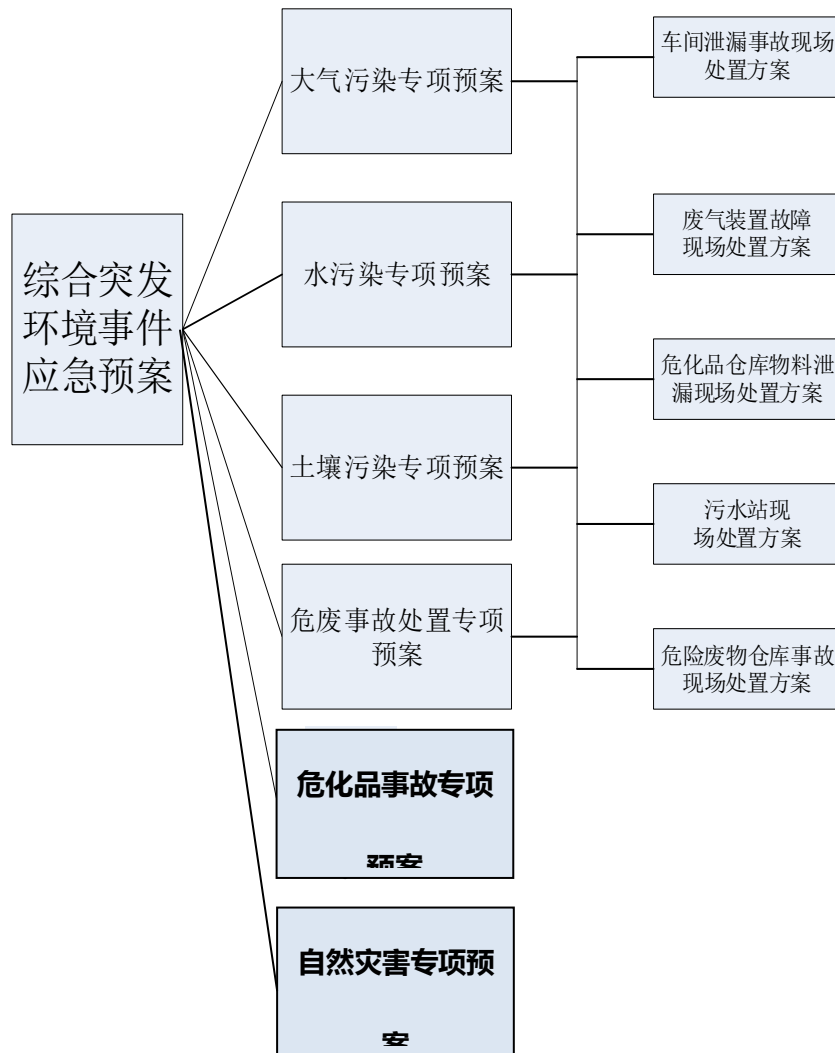 综合突发
环境事件
应急预案
大气污染专项预案
水污染专项预案
土壤污染专项预案
危废事故处置专项
预案
危化品事故专项
预案
自然灾害专项预
案
车间泄漏事故现场
处置方案
废气装置故障
现场处置方案
危化品仓库物料泄
漏现场处置方案
污水站现
场处置方案
危险废物仓库事故
现场处置方案